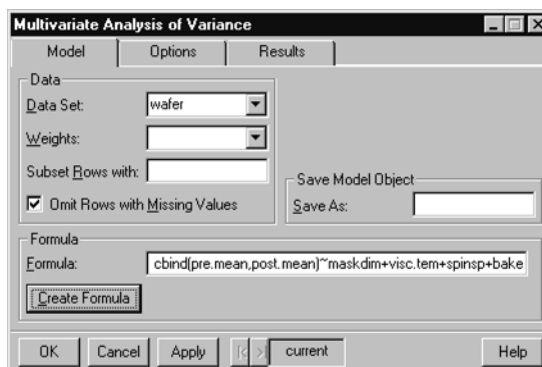 Multivariate Analysis of Variance
Model Options Results
Data
Data Set: wafer
Weights:
Subset Rows with:
Omit Rows with Missing Values
Save Model Object
Save As:
Formula
Formula: cbind(pre.mean,post.mean)~maskdim+visc.tem+spinsp+bake
Create Formula
OK Cancel Apply current Help